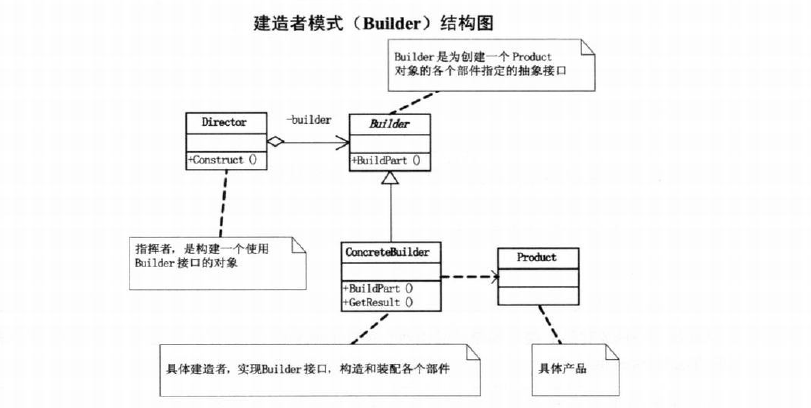 建造者模式（Builder）结构图
Builder是为创建一个Product
对象的各个部件指定的抽象接口
Director
-builder
Builder
+Construct()
+BuildPart()
指挥者，是构建一个使用
Builder接口的对象
ConcreteBuilder
Product
+BuildPart()
+GetResult()
具体建造者，实现Builder接口，构造和装配各个部件
具体产品